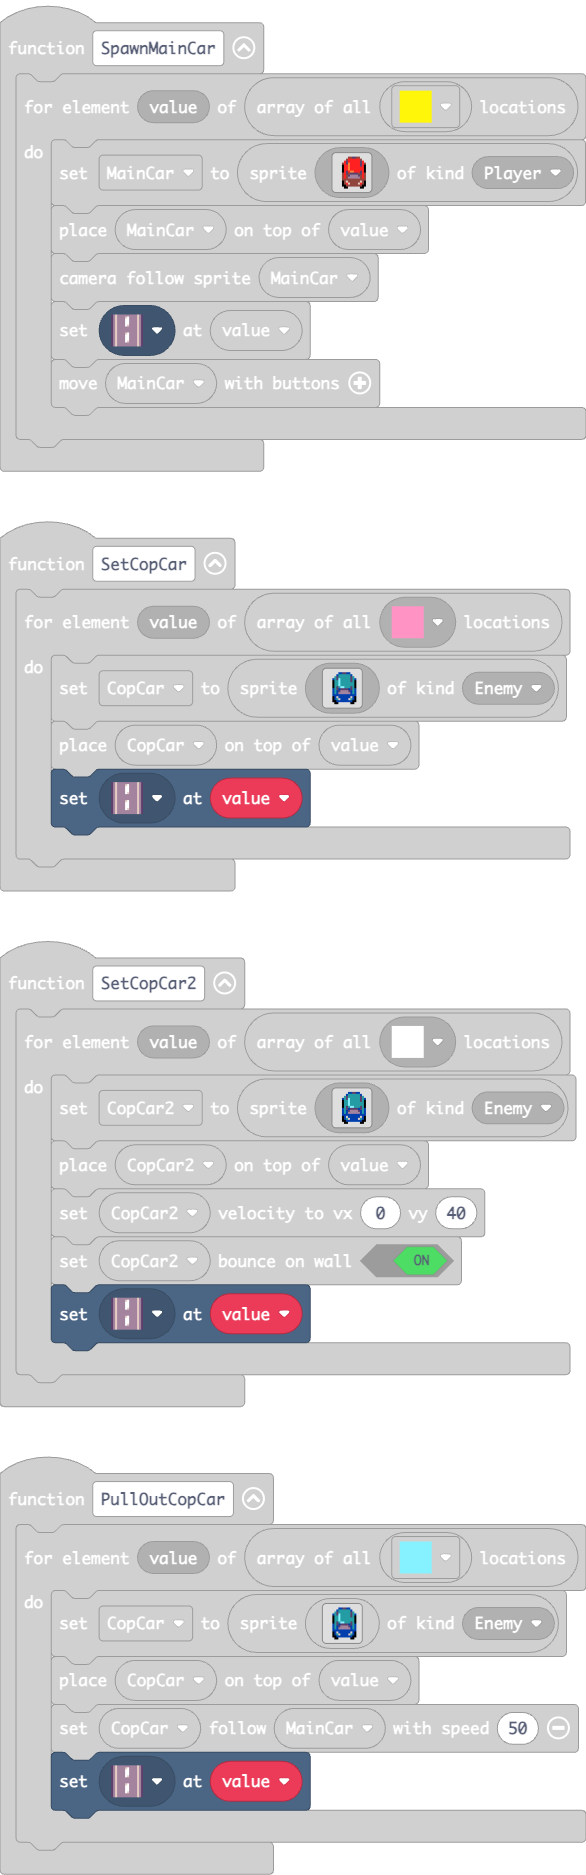 function SpawnMainCar
for element value of array of all locations
do
set MainCar to sprite of kind Player
place MainCar on top of value
camera follow sprite MainCar
set at value
move MainCar with buttons
function SetCopCar
for element value of array of all locations
do
set CopCar to sprite of kind Enemy
place CopCar on top of value
set at value
function SetCopCar2
for element value of array of all locations
do
set CopCar2 to sprite of kind Enemy
place CopCar2 on top of value
set CopCar2 velocity to vx 0 vy 40
set CopCar2 bounce on wall ON
set at value
function PullOutCopCar
for element value of array of all locations
do
set CopCar to sprite of kind Enemy
place CopCar on top of value
set CopCar follow MainCar with speed 50
set at value